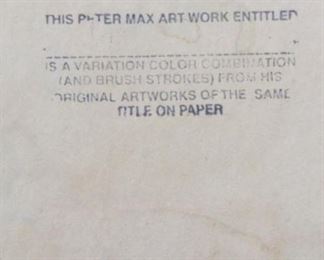 THIS PETER MAX ART WORK ENTITLED
IS A VARIATION COLOR COMBINATION
(AND BRUSH STROKES) FROM HIS
ORIGINAL ARTWORKS OF THE SAME
TITLE ON PAPER